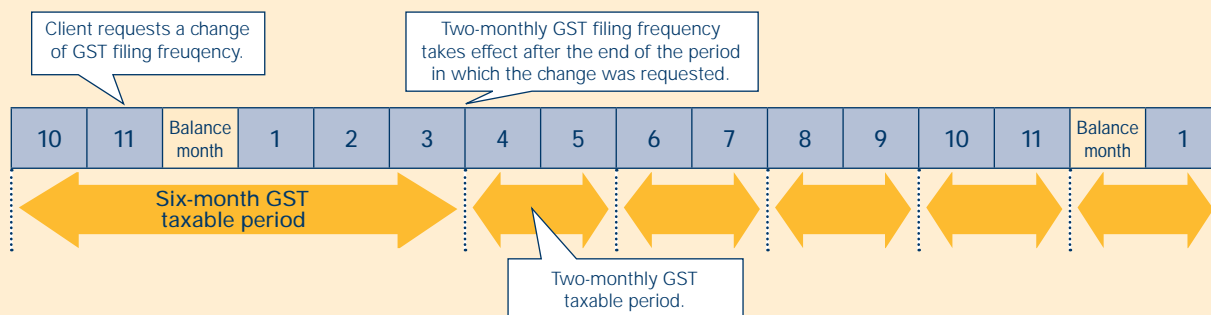 Client requests a change
of GST filing freuqency.
Two-monthly GST filing frequency
takes effect after the end of the period
in which the change was requested.
10 11 Balance month 1 2 3 4 5 6 7 8 9 10 11 Balance month 1
Six-month GST
taxable period
Two-monthly GST
taxable period.